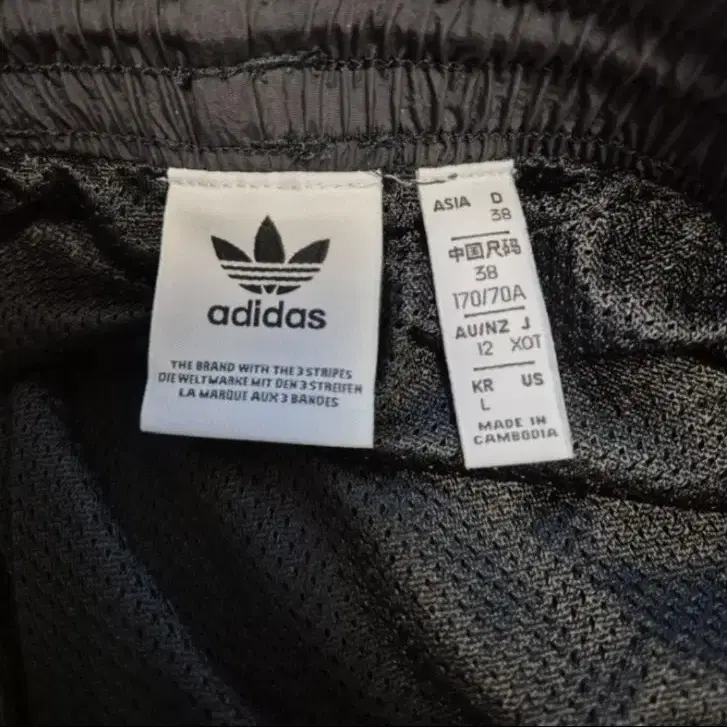 adidas
THE BRAND WITH THE 3 STRIPES
DIE WELTMARKE MIT DEN 3 STREIFEN
LA MARQUE AUX 3 BANDES
ASIA D
38
中国尺码
38
170/70A
AU/NZ J
12 XOT
KR US
L
MADE IN
CAMBODIA